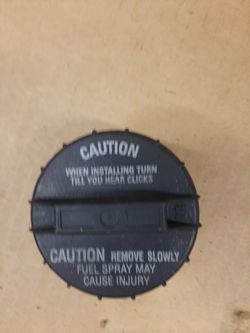 CAUTION
WHEN INSTALLING TURN
TILL YOU HEAR CLICKS
CAUTION REMOVE SLOWLY
FUEL SPRAY MAY
CAUSE INJURY